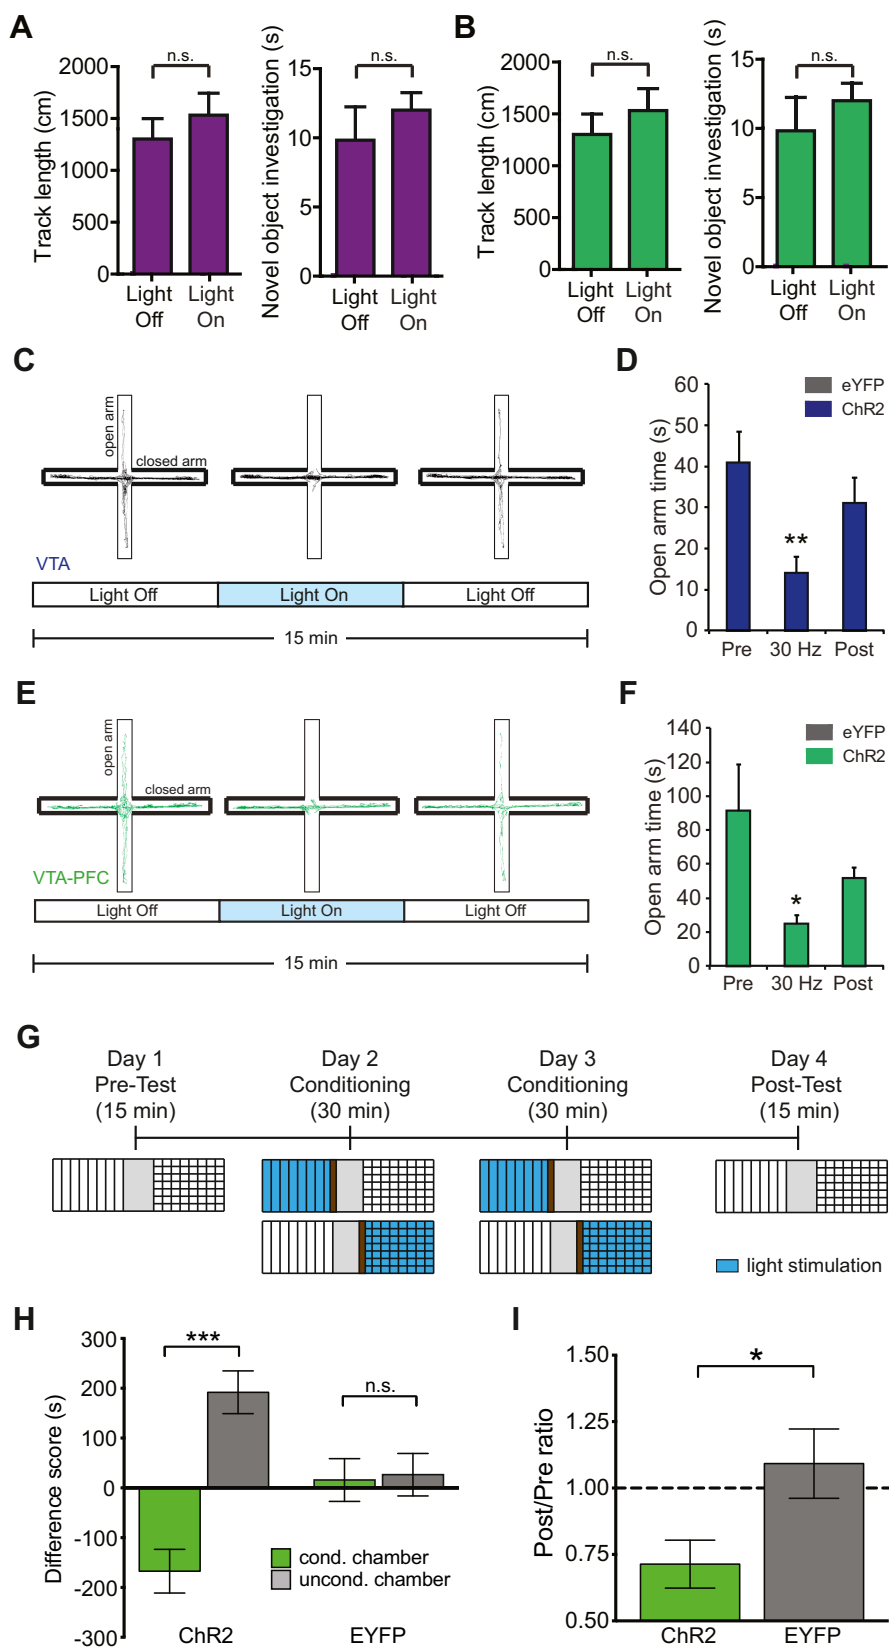 A
n.s.
Track length (cm)
2000
1500
1000
500
0
Light Off
Light On
n.s.
Novel object investigation (s)
15
10
5
0
Light Off
Light On
B
n.s.
Track length (cm)
2000
1500
1000
500
0
Light Off
Light On
n.s.
Novel object investigation (s)
15
10
5
0
Light Off
Light On
C
open arm
closed arm
VTA
Light Off
Light On
Light Off
15 min
D
eYFP
ChR2
Open arm time (s)
60
50
40
30
20
10
0
**
Pre
30 Hz
Post
E
open arm
closed arm
VTA-PFC
Light Off
Light On
Light Off
15 min
F
eYFP
ChR2
Open arm time (s)
140
120
100
80
60
40
20
0
*
Pre
30 Hz
Post
G
Day 1
Pre-Test
(15 min)
Day 2
Conditioning
(30 min)
Day 3
Conditioning
(30 min)
Day 4
Post-Test
(15 min)
light stimulation
H
Difference score (s)
300
200
100
0
-100
-200
-300
***
n.s.
cond. chamber
uncond. chamber
ChR2
EYFP
I
Post/Pre ratio
1.50
1.25
1.00
0.75
0.50
*
ChR2
EYFP